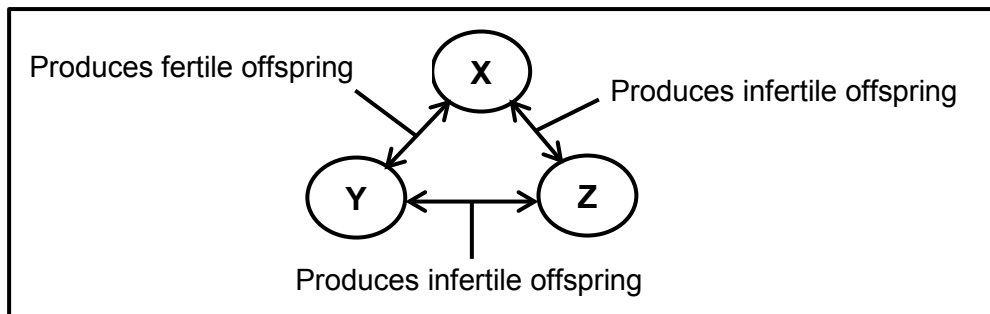 X
Produces fertile offspring
Produces infertile offspring
Y
Z
Produces infertile offspring